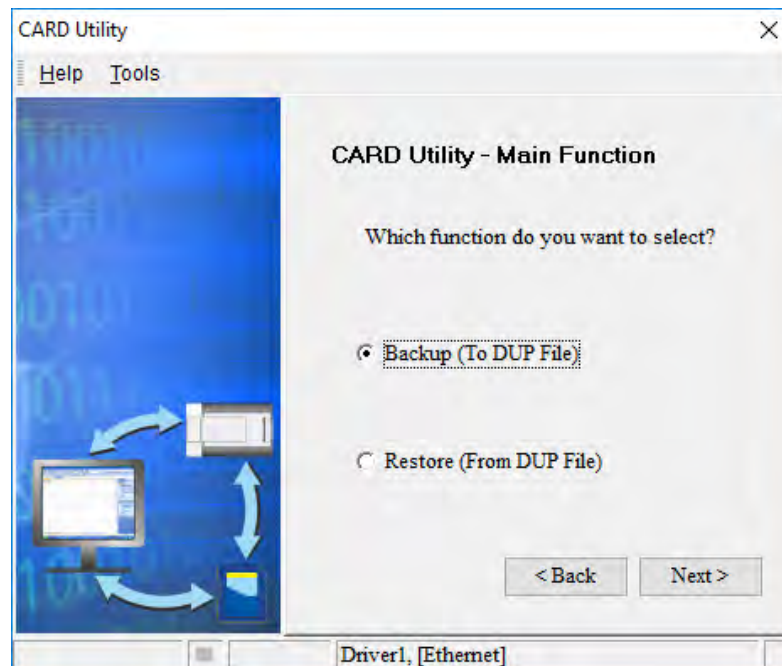 CARD Utility
Help Tools
CARD Utility - Main Function
Which function do you want to select?
Backup (To DUP File)
Restore (From DUP File)
< Back Next >
Driver1, [Ethernet]